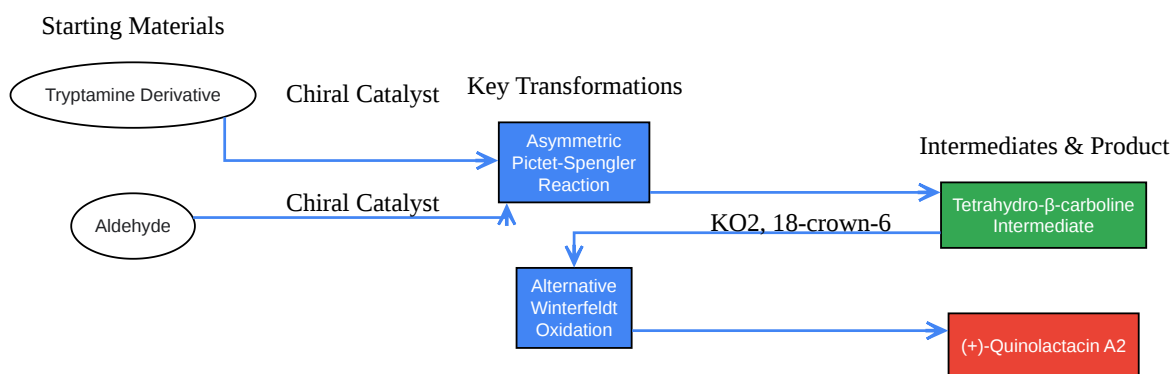 Starting Materials
Tryptamine Derivative
Chiral Catalyst
Key Transformations
Asymmetric
Pictet-Spengler
Reaction
Intermediates & Product
Chiral Catalyst
Aldehyde
Tetrahydro-β-carboline
Intermediate
KO2, 18-crown-6
Alternative
Winterfeldt
Oxidation
(+)-Quinolactacin A2